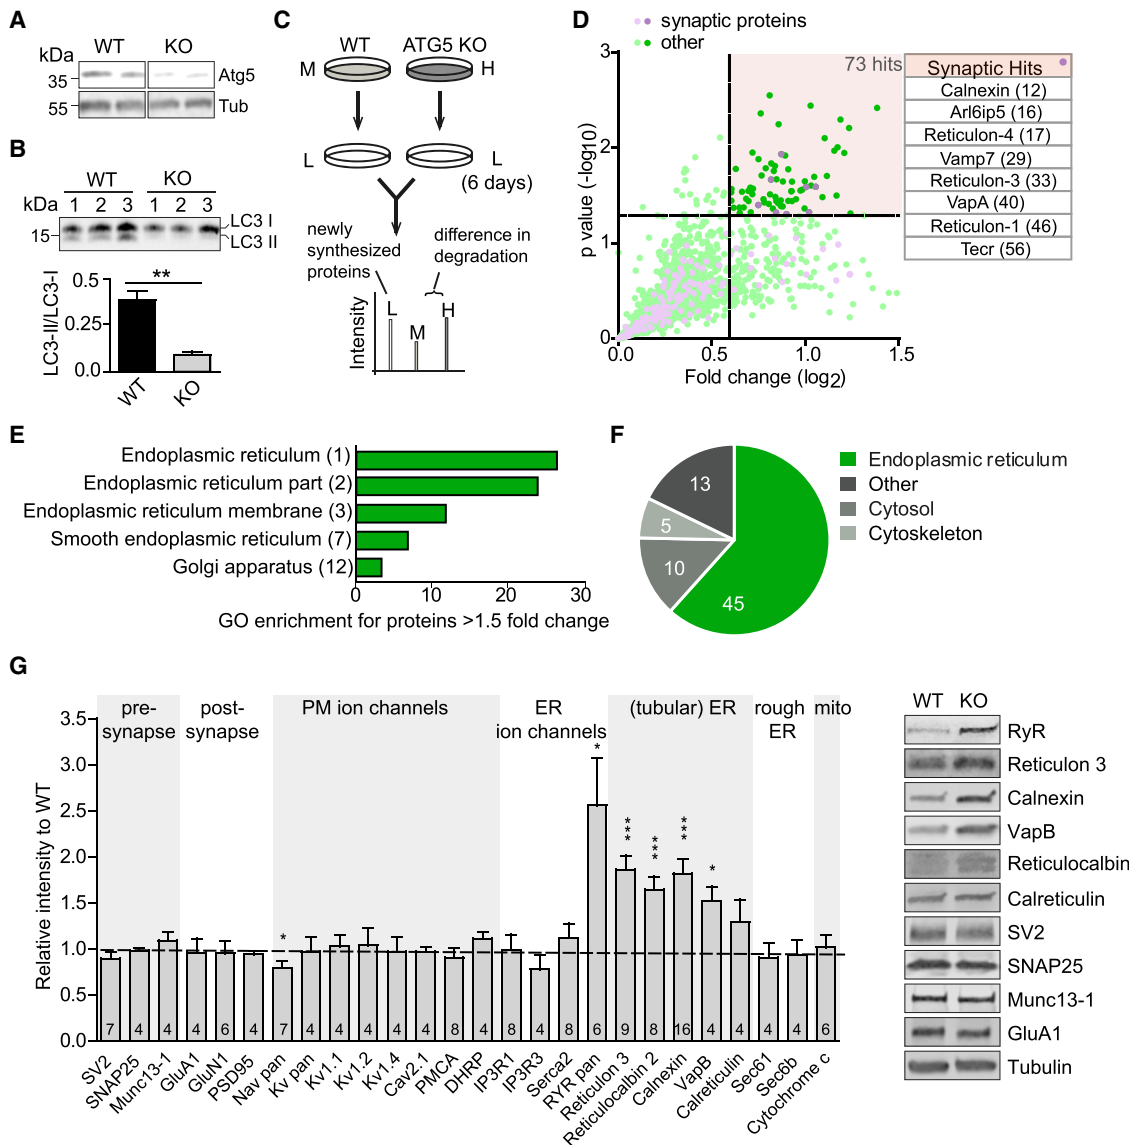 A
WT KO
kDa
35
Atg5
55
Tub
B
WT KO
kDa 1 2 3 1 2 3
LC3 I
15
LC3 II
LC3-II/LC3-I
0.5
0.25
0.0
**
WT KO
C
WT ATG5 KO
M H
L L
(6 days)
newly
synthesized
proteins
difference in
degradation
Intensity
L M H
D
synaptic proteins
other
p value (-log10)
3
2
1
0
0.0 0.5 1.0 1.5
Fold change (log2)
73 hits
Synaptic Hits
Calnexin (12)
Arl6ip5 (16)
Reticulon-4 (17)
Vamp7 (29)
Reticulon-3 (33)
VapA (40)
Reticulon-1 (46)
Tecr (56)
E
Endoplasmic reticulum (1)
Endoplasmic reticulum part (2)
Endoplasmic reticulum membrane (3)
Smooth endoplasmic reticulum (7)
Golgi apparatus (12)
0 10 20 30
GO enrichment for proteins >1.5 fold change
F
13
5
10
45
Endoplasmic reticulum
Other
Cytosol
Cytoskeleton
G
pre-
synapse
post-
synapse
PM ion channels
ER
ion channels
(tubular) ER
rough
ER
mito
Relative intensity to WT
3.5
3.0
2.5
2.0
1.5
1.0
0.5
0.0
* * *** *** *** *
7 4 4 4 6 4 7 4 4 4 4 4 8 4 8 4 8 6 9 8 16 4 4 4 4 6
SV2
SNAP25
Munc13-1
GluA1
GluN1
PSD95
Nav pan
Kv pan
Kv1.1
Kv1.2
Kv1.4
Cav2.1
PMCA
DHRP
IP3R1
IP3R3
Serca2
RYR pan
Reticulon 3
Reticulocalbin 2
Calnexin
VapB
Calreticulin
Sec61
Sec6b
Cytochrome c
WT KO
RyR
Reticulon 3
Calnexin
VapB
Reticulocalbin
Calreticulin
SV2
SNAP25
Munc13-1
GluA1
Tubulin